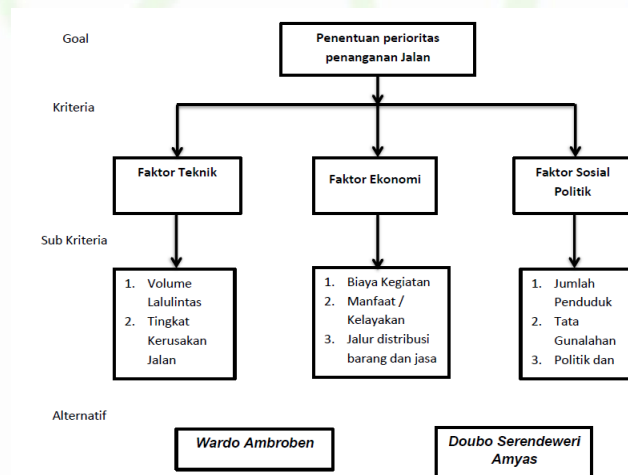 Goal
Penentuan perioritas
penanganan Jalan
Kriteria
Faktor Teknik
Faktor Ekonomi
Faktor Sosial
Politik
Sub Kriteria
1. Volume
Lalulintas
2. Tingkat
Kerusakan
Jalan
1. Biaya Kegiatan
2. Manfaat /
Kelayakan
3. Jalur distribusi
barang dan jasa
1. Jumlah
Penduduk
2. Tata
Gunalahan
3. Politik dan
Alternatif
Wardo Ambroben
Doubo Serendeweri
Amyas